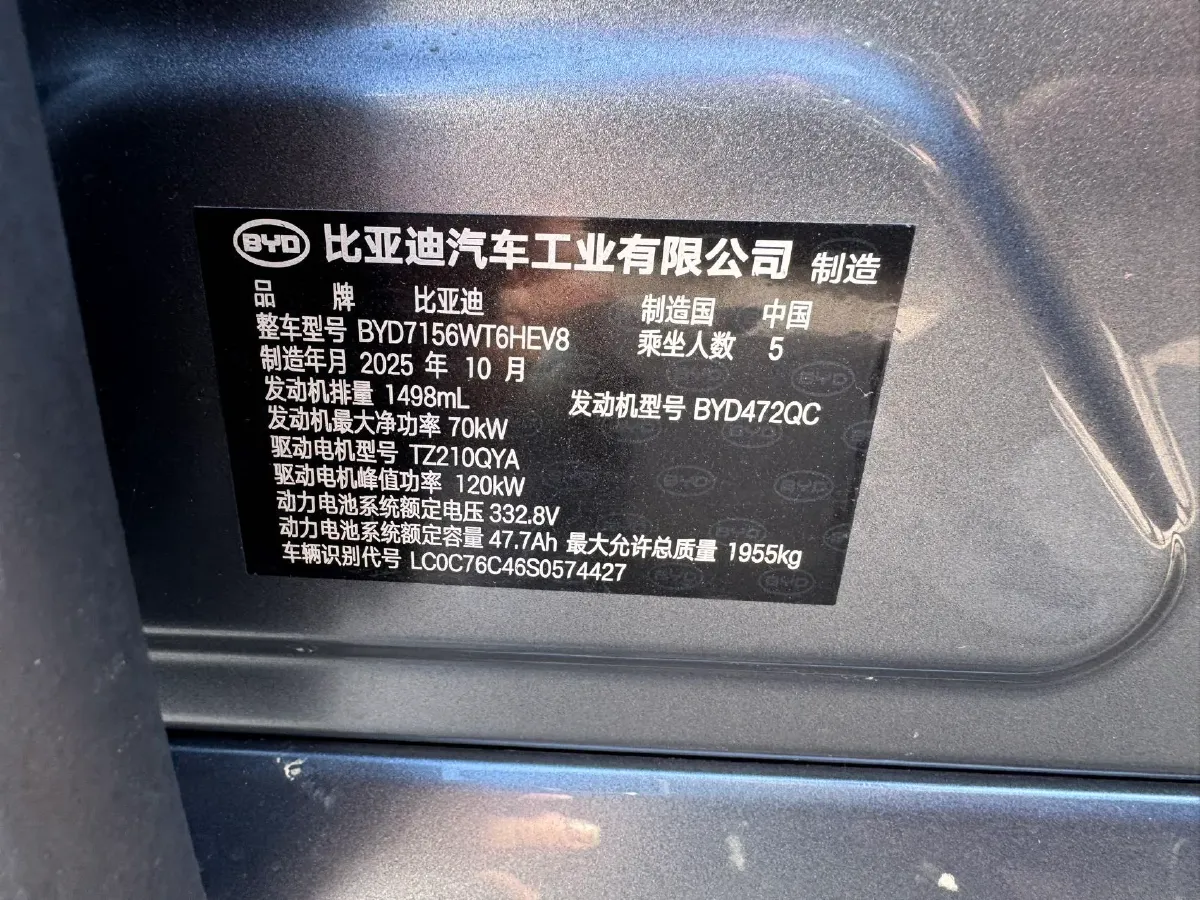 BYD 比亚迪汽车工业有限公司 制造
品 牌 比亚迪 制造国 中国
整车型号 BYD7156WT6HEV8 乘坐人数 5
制造年月 2025 年 10 月
发动机排量 1498mL 发动机型号 BYD472QC
发动机最大净功率 70kW
驱动电机型号 TZ210QYA
驱动电机峰值功率 120kW
动力电池系统额定电压 332.8V
动力电池系统额定容量 47.7Ah 最大允许总质量 1955kg
车辆识别代号 LC0C76C46S0574427